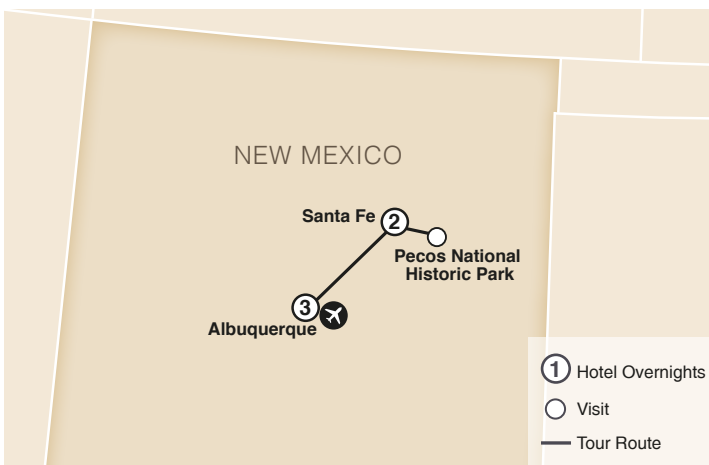 NEW MEXICO
Santa Fe 2
Pecos National
Historic Park
3
Albuquerque
1 Hotel Overnights
Visit
Tour Route